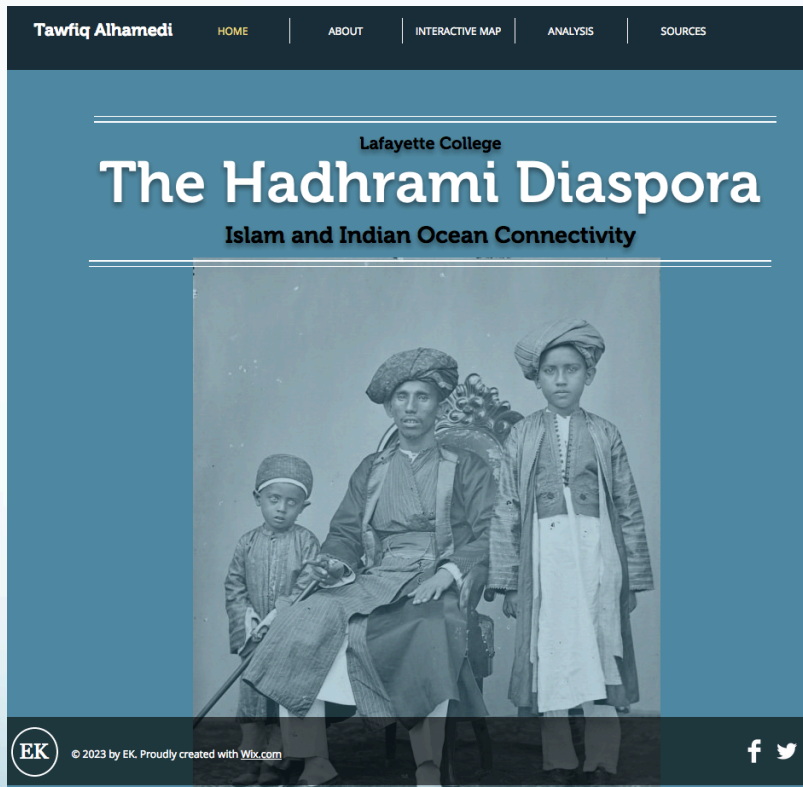 Tawfiq Alhamedi HOME ABOUT INTERACTIVE MAP ANALYSIS SOURCES
Lafayette College
The Hadhrami Diaspora
Islam and Indian Ocean Connectivity
EK © 2023 by EK. Proudly created with Wix.com